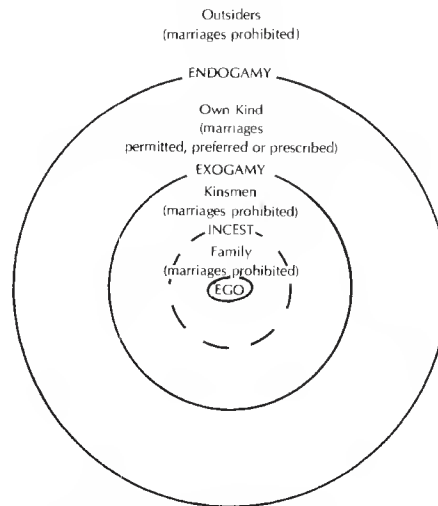 Outsiders
(marriages prohibited)
ENDOGAMY
Own Kind
(marriages
permitted, preferred or prescribed)
EXOGAMY
Kinsmen
(marriages prohibited)
INCEST
Family
(marriages prohibited)
EGO